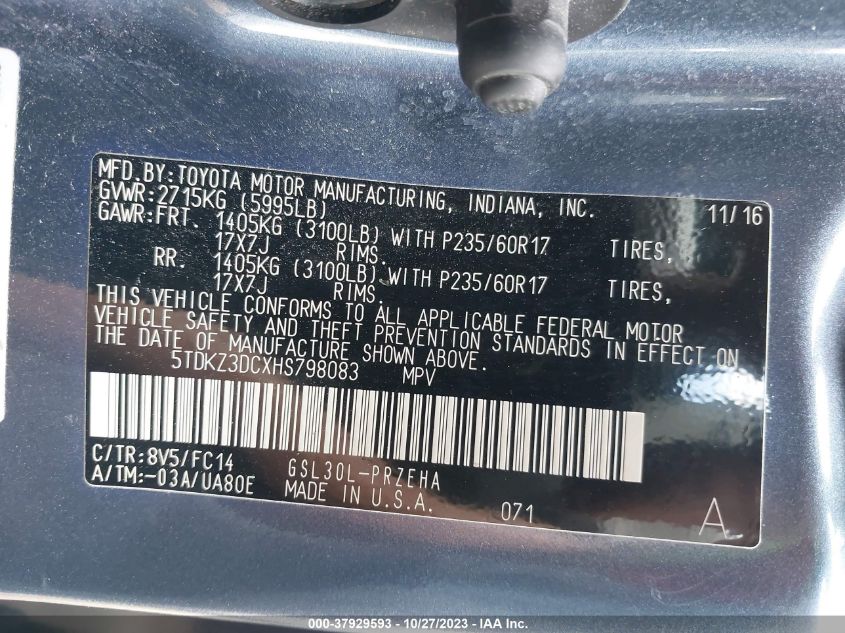 MFD.BY:TOYOTA MOTOR MANUFACTURING, INDIANA, INC. 11/16
GVWR:2715KG (5995LB)
GAWR:FRT. 1405KG (3100LB) WITH P235/60R17 TIRES,
17X7J RIMS.
RR. 1405KG (3100LB) WITH P235/60R17 TIRES,
17X7J RIMS.
THIS VEHICLE CONFORMS TO ALL APPLICABLE FEDERAL MOTOR
VEHICLE SAFETY AND THEFT PREVENTION STANDARDS IN EFFECT ON
THE DATE OF MANUFACTURE SHOWN ABOVE.
5TDKZ3DCXHS798083 MPV
C/TR:8V5/FC14 GSL30L-PRZEHA
A/TM:-03A/UA80E MADE IN U.S.A. 071 A
000-37929593 - 10/27/2023 - © IAA, Inc.